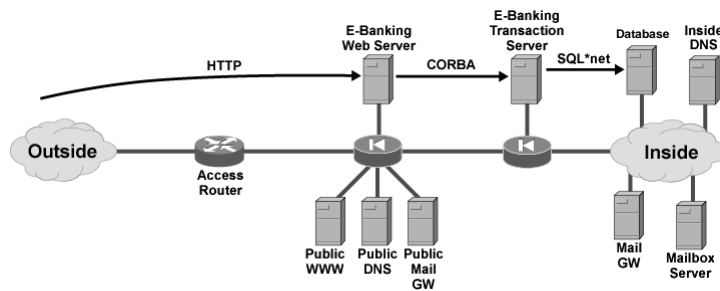 E-Banking
Web Server
E-Banking
Transaction
Server
Database
Inside
DNS
HTTP
CORBA
SQL*net
Outside
Access
Router
Inside
Public
WWW
Public
DNS
Public
Mail
GW
Mail
GW
Mailbox
Server